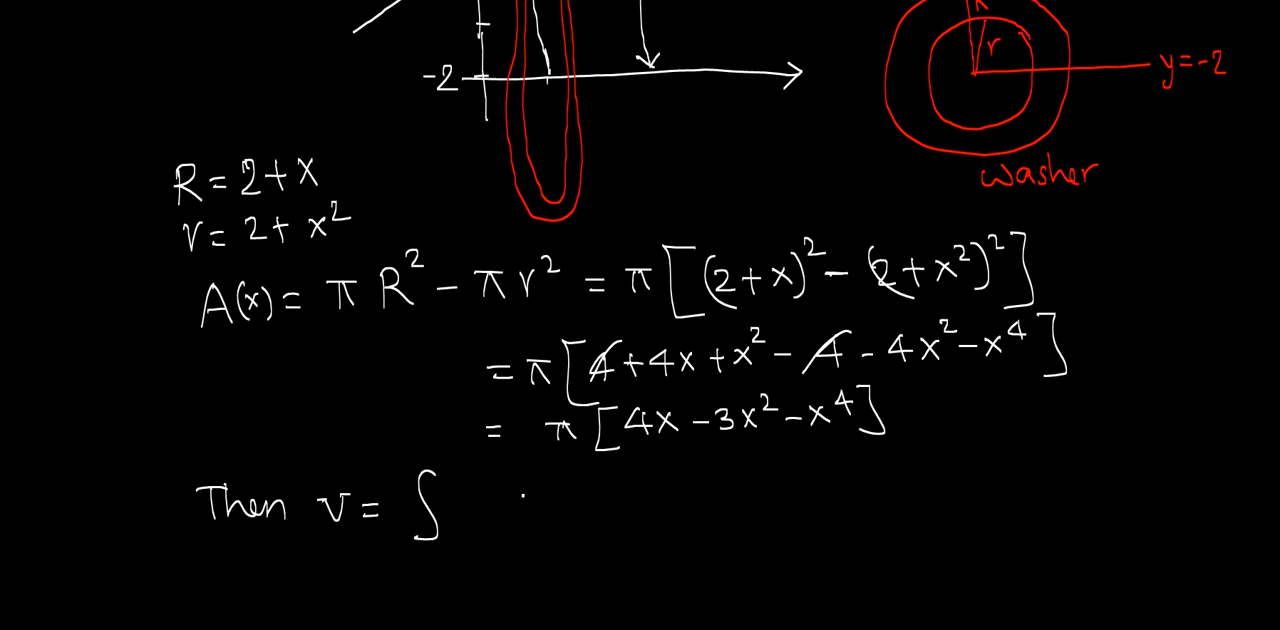 R
r
y=-2
-2
washer
R = 2+x
r = 2+x²
A(x) = πR² - πr² = π[(2+x)² - (2+x²)²]
= π[4+4x+x²-4-4x²-x⁴]
= π[4x-3x²-x⁴]
Then V = ∫